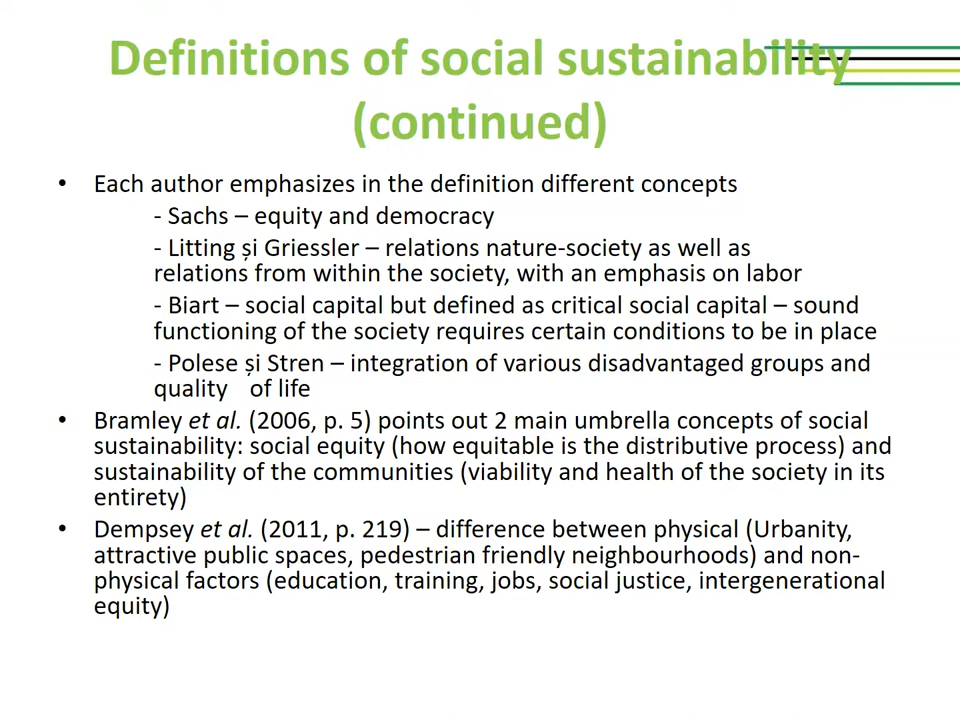 Definitions of social sustainability
(continued)
• Each author emphasizes in the definition different concepts
- Sachs – equity and democracy
- Litting și Griessler – relations nature-society as well as
relations from within the society, with an emphasis on labor
- Biart – social capital but defined as critical social capital – sound
functioning of the society requires certain conditions to be in place
- Polese și Stren – integration of various disadvantaged groups and
quality of life
• Bramley et al. (2006, p. 5) points out 2 main umbrella concepts of social
sustainability: social equity (how equitable is the distributive process) and
sustainability of the communities (viability and health of the society in its
entirety)
• Dempsey et al. (2011, p. 219) – difference between physical (Urbanity,
attractive public spaces, pedestrian friendly neighbourhoods) and non-
physical factors (education, training, jobs, social justice, intergenerational
equity)